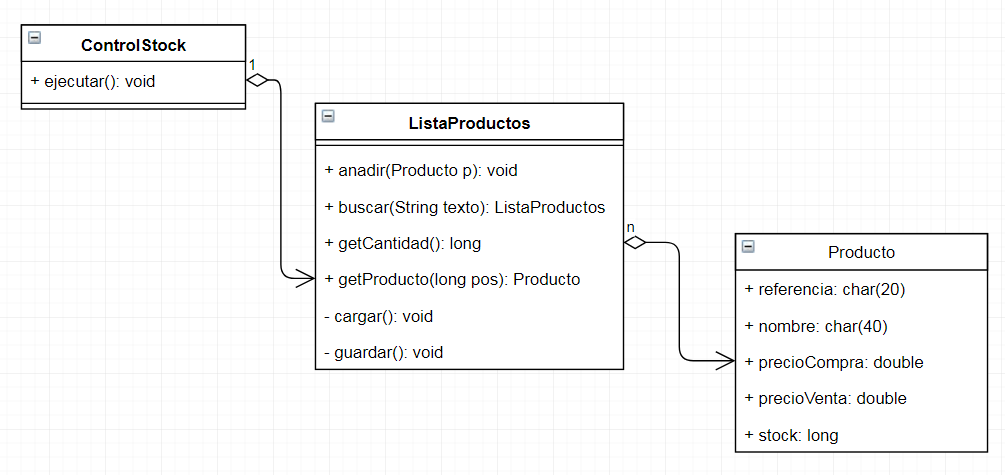 ControlStock
+ ejecutar(): void
1
ListaProductos
+ anadir(Producto p): void
+ buscar(String texto): ListaProductos
+ getCantidad(): long
+ getProducto(long pos): Producto
- cargar(): void
- guardar(): void
n
Producto
+ referencia: char(20)
+ nombre: char(40)
+ precioCompra: double
+ precioVenta: double
+ stock: long